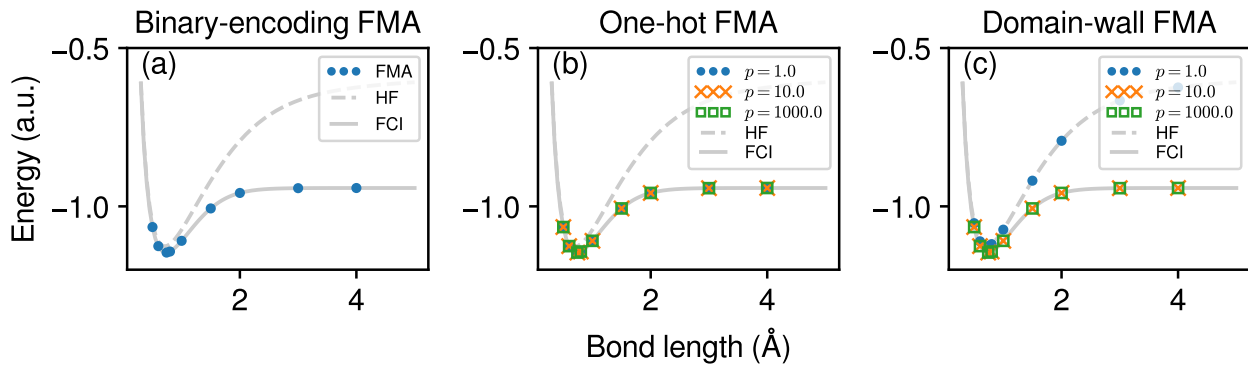 Binary-encoding FMA
One-hot FMA
Domain-wall FMA
Energy (a.u.)
−0.5
−1.0
(a)
FMA
HF
FCI
2
4
−0.5
−1.0
(b)
p = 1.0
p = 10.0
p = 1000.0
HF
FCI
2
4
−0.5
−1.0
(c)
p = 1.0
p = 10.0
p = 1000.0
HF
FCI
2
4
Bond length (Å)